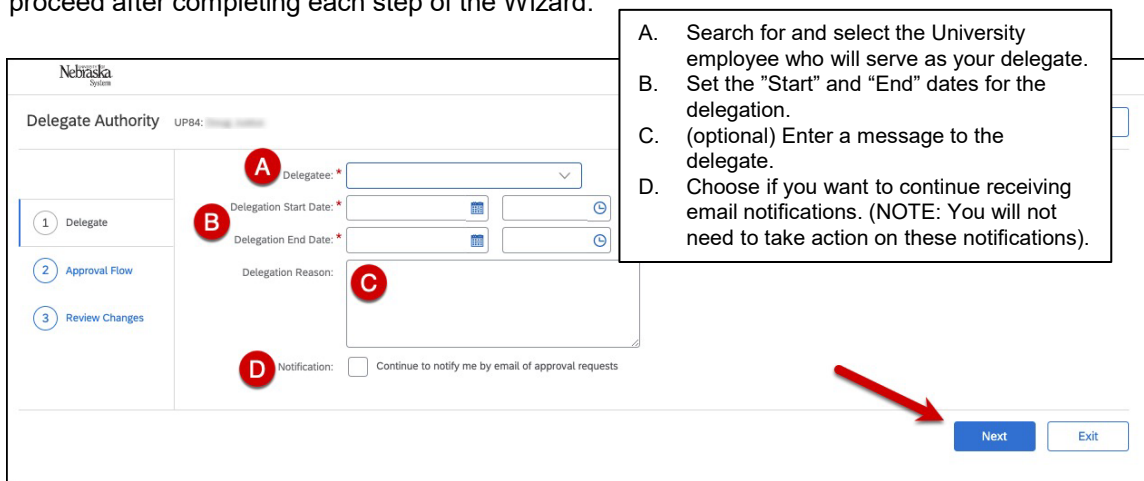 proceed after completing each step of the Wizard.
A. Search for and select the University
employee who will serve as your delegate.
B. Set the ”Start” and “End” dates for the
delegation.
C. (optional) Enter a message to the
delegate.
D. Choose if you want to continue receiving
email notifications. (NOTE: You will not
need to take action on these notifications).
Nebraska
System
Delegate Authority UP84:
A Delegatee: *
B
Delegation Start Date: *
Delegation End Date: *
1 Delegate
2 Approval Flow
3 Review Changes
Delegation Reason:
C
D Notification: Continue to notify me by email of approval requests
Next Exit